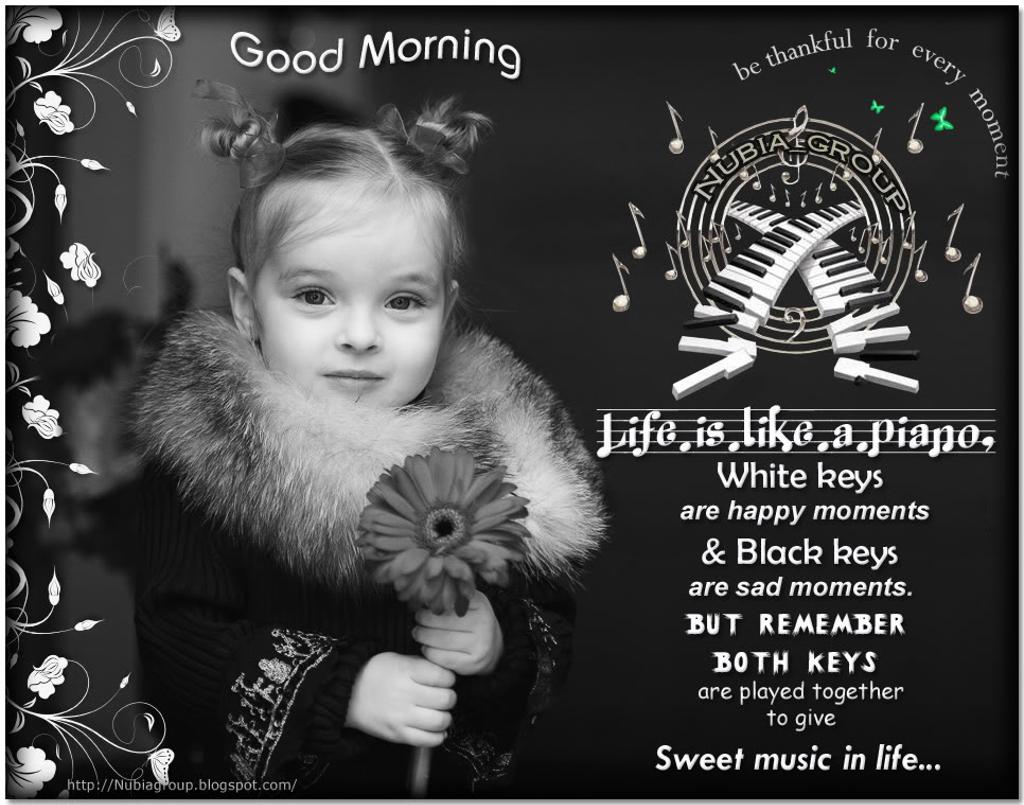 Good Morning
be thankful for every moment
NUBIA GROUP
Life is like a piano,
White keys
are happy moments
& Black keys
are sad moments.
BUT REMEMBER
BOTH KEYS
are played together
to give
Sweet music in life...
http://Nubiagroup.blogspot.com/